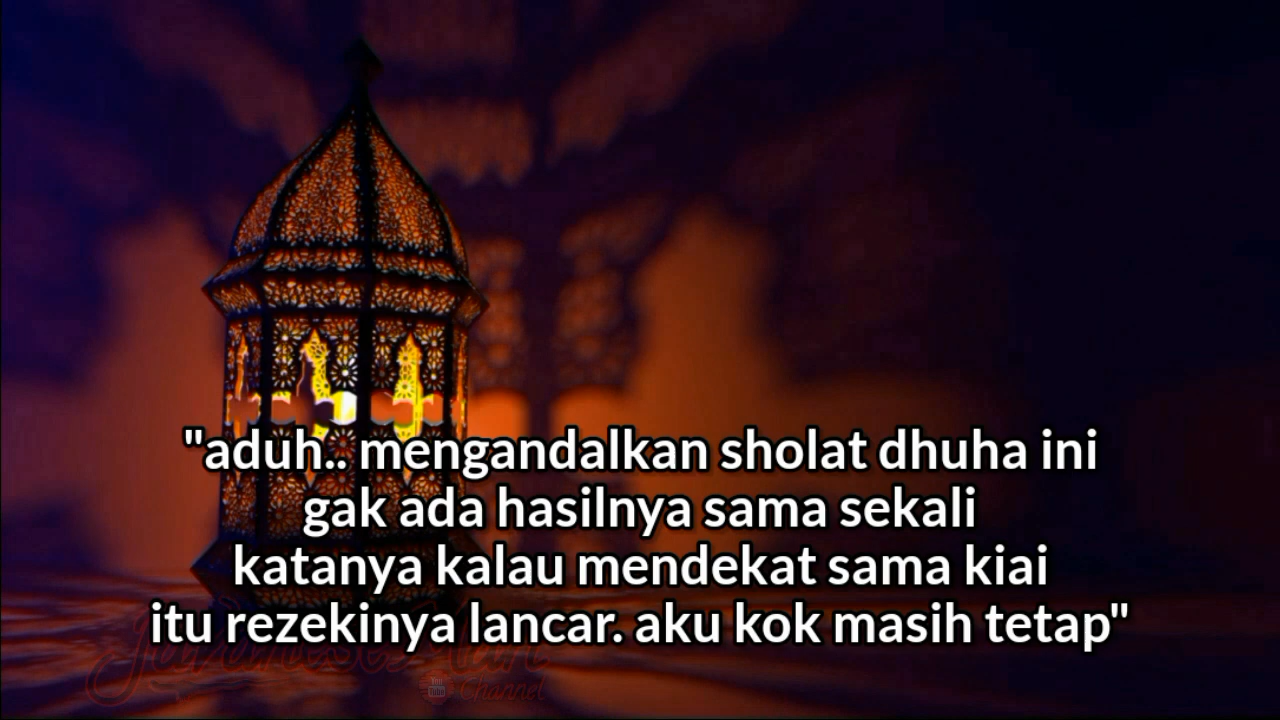 "aduh.. mengandalkan sholat dhuha ini
gak ada hasilnya sama sekali
katanya kalau mendekat sama kiai
itu rezekinya lancar. aku kok masih tetap"
Channel